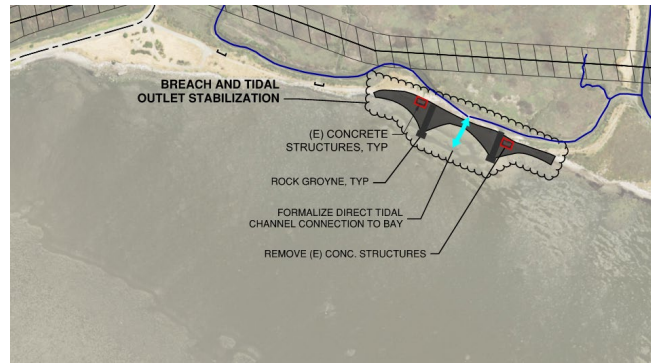 BREACH AND TIDAL
OUTLET STABILIZATION
(E) CONCRETE
STRUCTURES, TYP
ROCK GROYNE, TYP
FORMALIZE DIRECT TIDAL
CHANNEL CONNECTION TO BAY
REMOVE (E) CONC. STRUCTURES